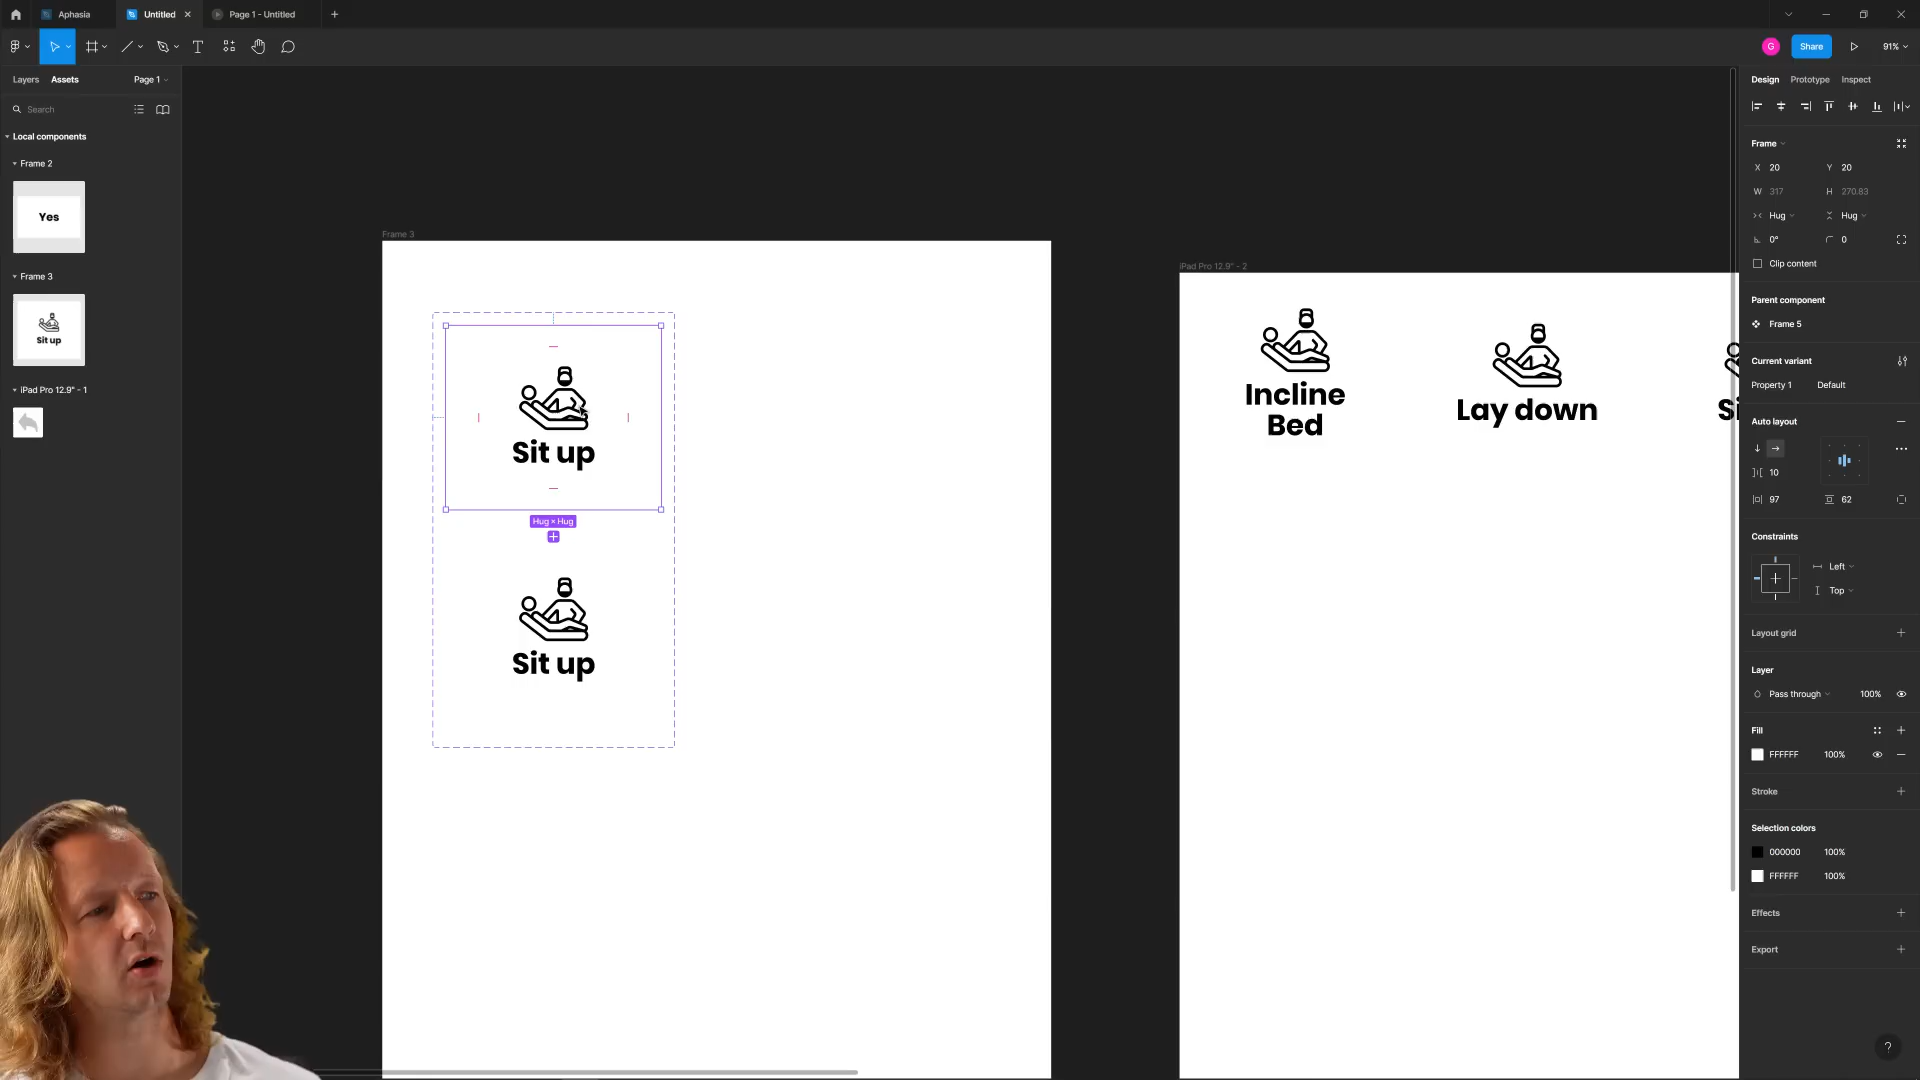 Aphasia
Untitled
Page 1 - Untitled
G
Share
91%
Layers
Assets
Page 1
Search
Local components
Frame 2
Yes
Frame 3
Sit up
iPad Pro 12.9" - 1
Frame 3
Sit up
Hug × Hug
Sit up
iPad Pro 12.9" - 2
Incline
Bed
Lay down
Si
Design
Prototype
Inspect
Frame
X 20
Y 20
W 317
H 270.83
Hug
Hug
0°
0
Clip content
Parent component
Frame 5
Current variant
Property 1
Default
Auto layout
10
97
62
Constraints
Left
Top
Layout grid
Layer
Pass through
100%
Fill
FFFFFF
100%
Stroke
Selection colors
000000
100%
FFFFFF
100%
Effects
Export
?